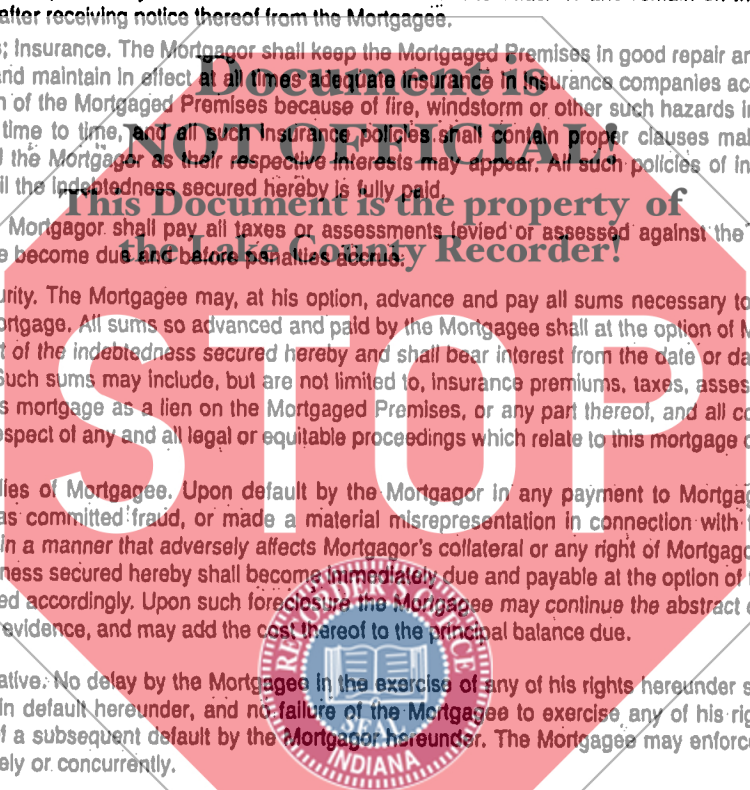 after receiving notice thereof from the Mortgagee.
s; Insurance. The Mortgagor shall keep the Mortgaged Premises in good repair
and maintain in effect at all times adequate insurance in insurance companies
n of the Mortgaged Premises because of fire, windstorm or other such hazards
time to time, and all such insurance policies shall contain proper clauses
the Mortgagor as their respective interests may appear. All such policies of
the indebtedness secured hereby is fully paid.
Mortgagor shall pay all taxes or assessments levied or assessed against the
become due and before penalties accrue.
Document is
NOT OFFICIAL!
This Document is the property of
the Lake County Recorder!
urity. The Mortgagee may, at his option, advance and pay all sums necessary to
ortgage. All sums so advanced and paid by the Mortgagee shall at the option of
t of the indebtedness secured hereby and shall bear interest from the date or
Such sums may include, but are not limited to, insurance premiums, taxes,
s mortgage as a lien on the Mortgaged Premises, or any part thereof, and all
espect of any and all legal or equitable proceedings which relate to this mortgage
STOP
of Mortgagee. Upon default by the Mortgagor in any payment to
as committed fraud, or made a material misrepresentation in connection with
in a manner that adversely affects Mortgagor's collateral or any right of
ness secured hereby shall become immediately due and payable at the option of
ed accordingly. Upon such foreclosure the Mortgagee may continue the abstract
evidence, and may add the cost thereof to the principal balance due.
ative. No delay by the Mortgagee in the exercise of any of his rights hereunder
in default hereunder, and no failure of the Mortgagee to exercise any of his
f a subsequent default by the Mortgagor hereunder. The Mortgagee may
ely or concurrently.
RECORDER'S OFFICE
SEAL
INDIANA